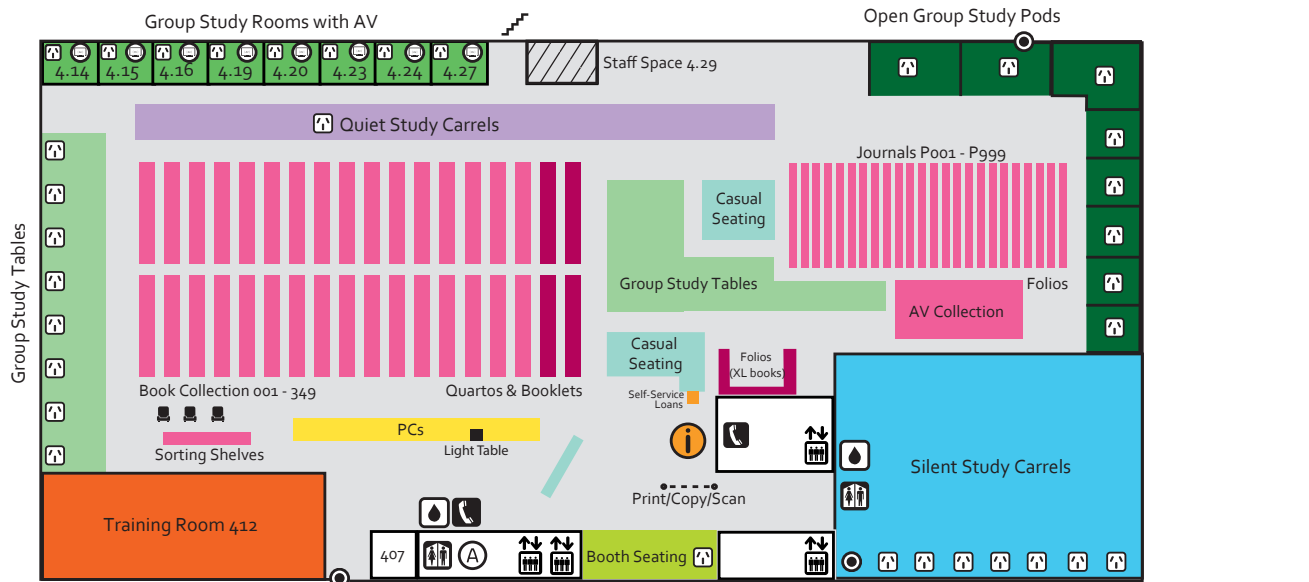 Group Study Rooms with AV
Open Group Study Pods
4.14
4.15
4.16
4.19
4.20
4.23
4.24
4.27
Staff Space 4.29
Quiet Study Carrels
Journals P001 - P999
Casual
Seating
Group Study Tables
Group Study Tables
Folios
AV Collection
Casual
Seating
Folios
(XL books)
Book Collection 001 - 349
Quartos & Booklets
Self-Service
Loans
PCs
Light Table
Sorting Shelves
i
Silent Study Carrels
Print/Copy/Scan
Training Room 412
407
A
Booth Seating